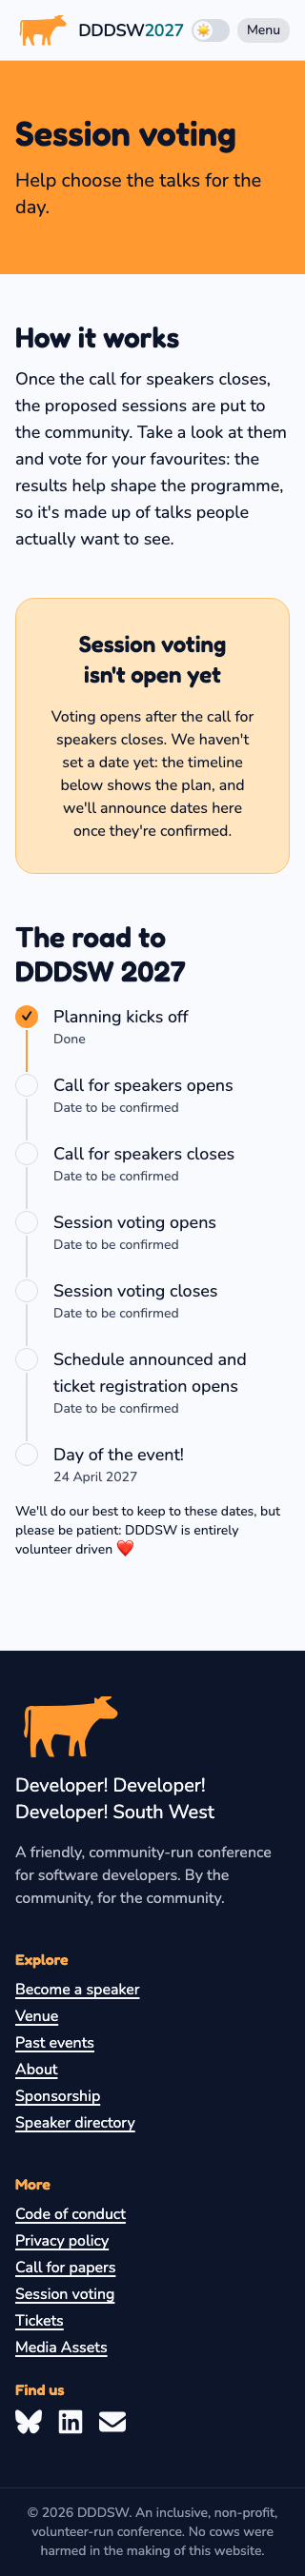 DDDSW2027
Menu
Session voting
Help choose the talks for the
day.
How it works
Once the call for speakers closes,
the proposed sessions are put to
the community. Take a look at them
and vote for your favourites: the
results help shape the programme,
so it's made up of talks people
actually want to see.
Session voting
isn't open yet
Voting opens after the call for
speakers closes. We haven't
set a date yet: the timeline
below shows the plan, and
we'll announce dates here
once they're confirmed.
The road to
DDDSW 2027
Planning kicks off
Done
Call for speakers opens
Date to be confirmed
Call for speakers closes
Date to be confirmed
Session voting opens
Date to be confirmed
Session voting closes
Date to be confirmed
Schedule announced and
ticket registration opens
Date to be confirmed
Day of the event!
24 April 2027
We'll do our best to keep to these dates, but
please be patient: DDDSW is entirely
volunteer driven ❤️
Developer! Developer!
Developer! South West
A friendly, community-run conference
for software developers. By the
community, for the community.
Explore
Become a speaker
Venue
Past events
About
Sponsorship
Speaker directory
More
Code of conduct
Privacy policy
Call for papers
Session voting
Tickets
Media Assets
Find us
© 2026 DDDSW. An inclusive, non-profit,
volunteer-run conference. No cows were
harmed in the making of this website.